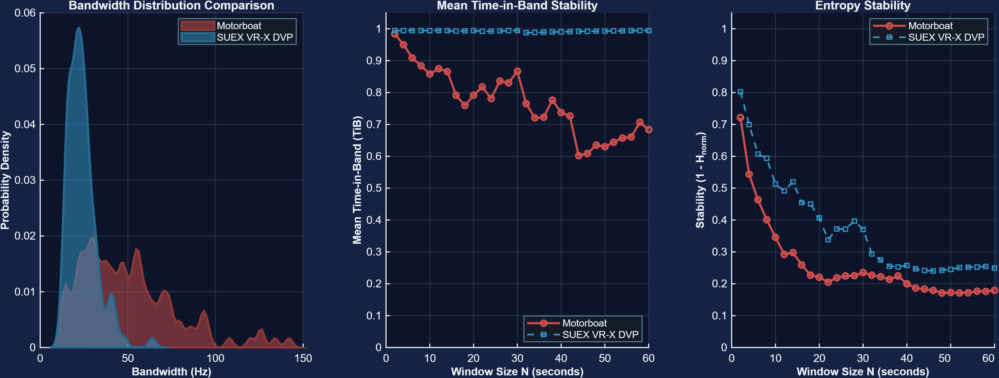 Bandwidth Distribution Comparison
Probability Density
0.06
0.05
0.04
0.03
0.02
0.01
0
0 50 100 150
Bandwidth (Hz)
Motorboat
SUEX VR-X DVP
Mean Time-in-Band Stability
Mean Time-in-Band (TiB)
1
0.9
0.8
0.7
0.6
0.5
0.4
0.3
0.2
0.1
0
0 10 20 30 40 50 60
Window Size N (seconds)
Motorboat
SUEX VR-X DVP
Entropy Stability
Stability (1 - Hnorm)
1
0.9
0.8
0.7
0.6
0.5
0.4
0.3
0.2
0.1
0
0 10 20 30 40 50 60
Window Size N (seconds)
Motorboat
SUEX VR-X DVP